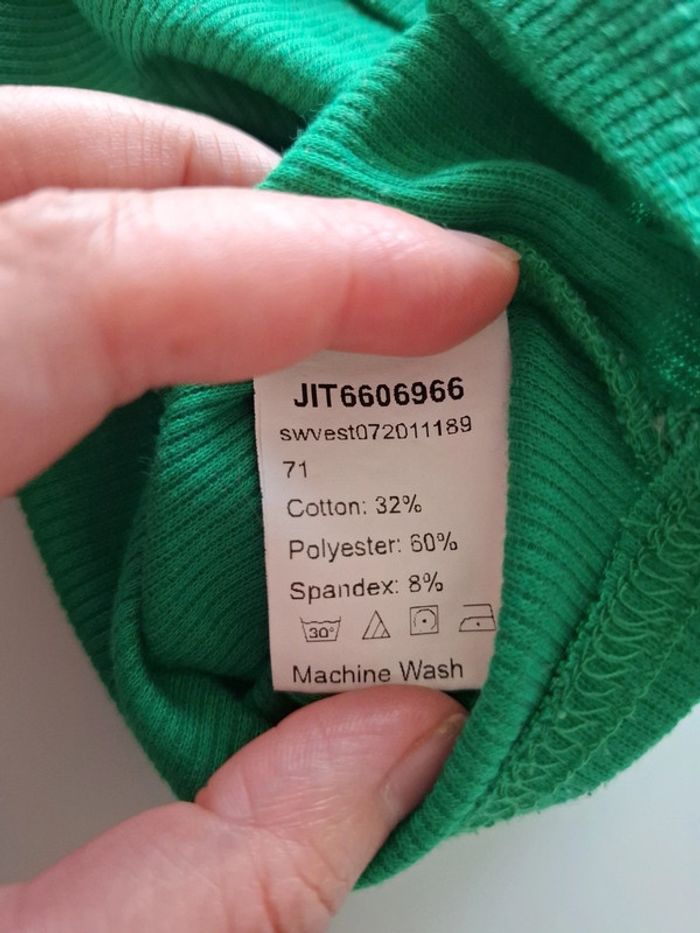 JIT6606966
swvest072011189
71
Cotton: 32%
Polyester: 60%
Spandex: 8%
30°
Machine Wash